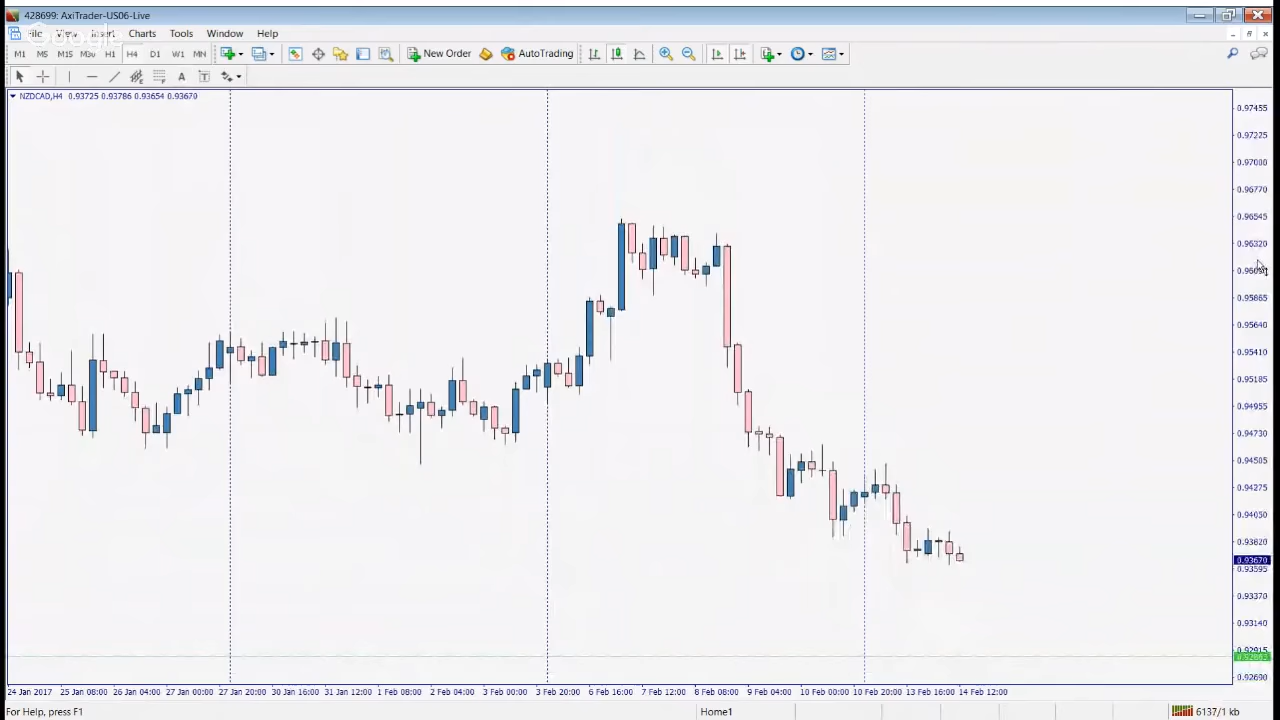 428699: AxiTrader-US06-Live
File View Insert Charts Tools Window Help
Google
M1 M5 M15 M30 H1 H4 D1 W1 MN New Order AutoTrading
A T
NZDCAD,H4 0.93725 0.93786 0.93654 0.93670
0.97455
0.97225
0.97000
0.96770
0.96545
0.96320
0.95865
0.95640
0.95410
0.95185
0.94955
0.94730
0.94505
0.94275
0.94050
0.93820
0.93670
0.93595
0.93370
0.93140
0.92915
0.92690
24 Jan 2017 25 Jan 08:00 26 Jan 04:00 27 Jan 00:00 27 Jan 20:00 30 Jan 16:00 31 Jan 12:00 1 Feb 08:00 2 Feb 04:00 3 Feb 00:00 3 Feb 20:00 6 Feb 16:00 7 Feb 12:00 8 Feb 08:00 9 Feb 04:00 10 Feb 00:00 10 Feb 20:00 13 Feb 16:00 14 Feb 12:00
For Help, press F1 Home1 6137/1 kb